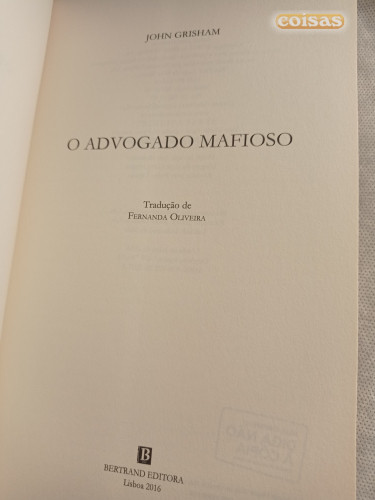 coisas
JOHN GRISHAM
O ADVOGADO MAFIOSO
Tradução de
FERNANDA OLIVEIRA
B
BERTRAND EDITORA
Lisboa 2016